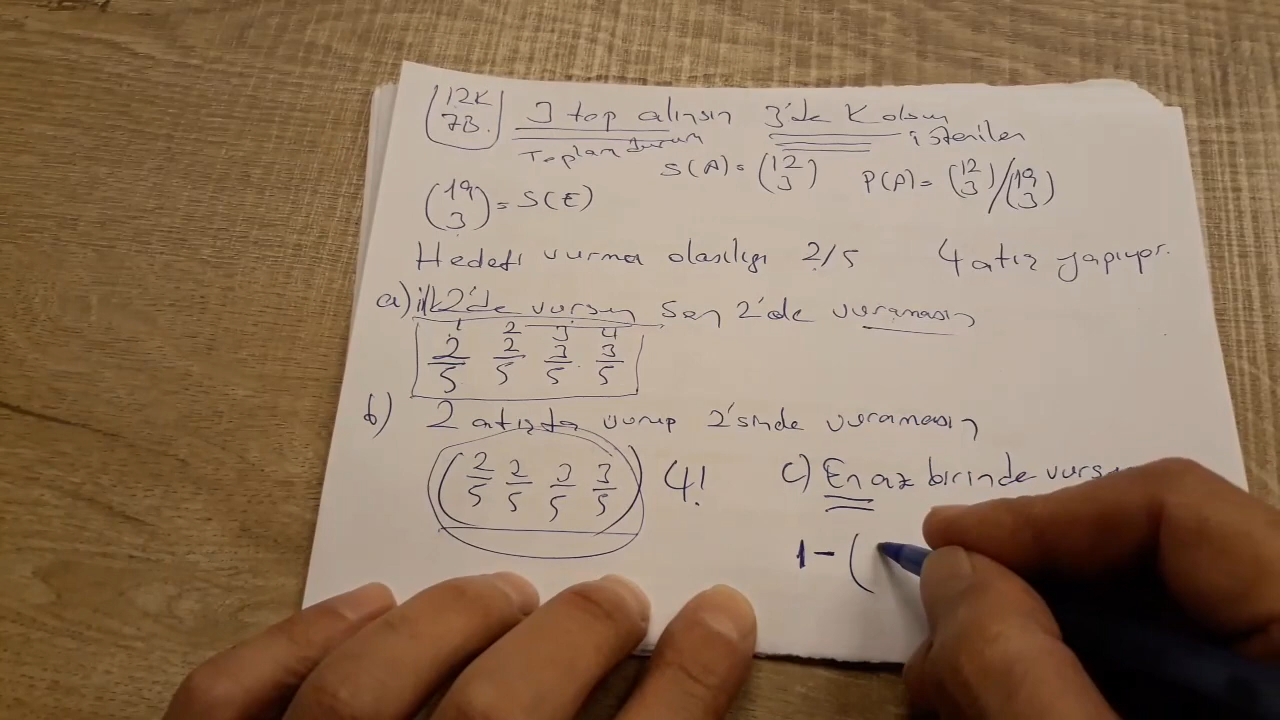 (12K 7B.) 3 top alınsın 3'de K olsun
Toplam Durum istenilen
S(A) = (12 3) P(A) = (12 3)/(19 3)
(19 3) = S(E)
Hedefi vurma olasılığı 2/5 4 atış yapıyor.
a) ilk 2'de vursun son 2'de vuramasın
1 2 3 4
2/5 2/5 3/5 . 3/5
b) 2 atışta vurup 2'sinde vuramasın
(2/5 2/5 3/5 3/5) 4! c) En az birinde vursun
1 - (